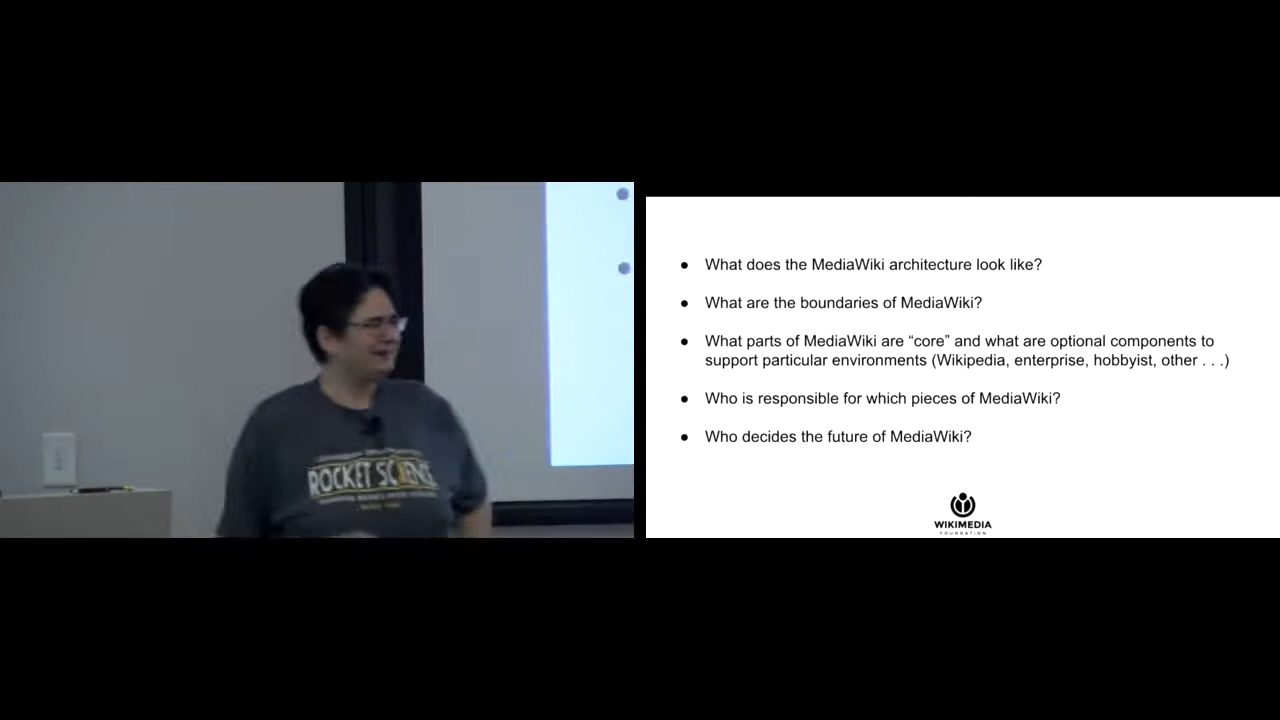 ROCKET SCIENCE
● What does the MediaWiki architecture look like?
● What are the boundaries of MediaWiki?
● What parts of MediaWiki are “core” and what are optional components to
support particular environments (Wikipedia, enterprise, hobbyist, other . . .)
● Who is responsible for which pieces of MediaWiki?
● Who decides the future of MediaWiki?
WIKIMEDIA
FOUNDATION